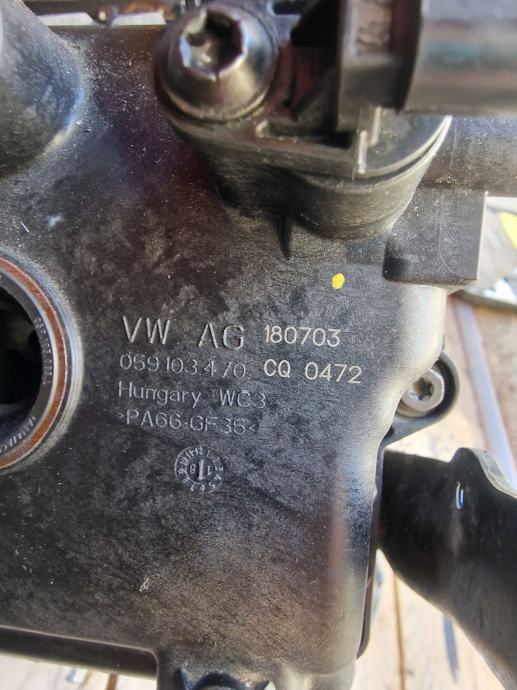 VW AG 180703
059 103 470 CQ 0472
Hungary WC3
>PA66-GF35<